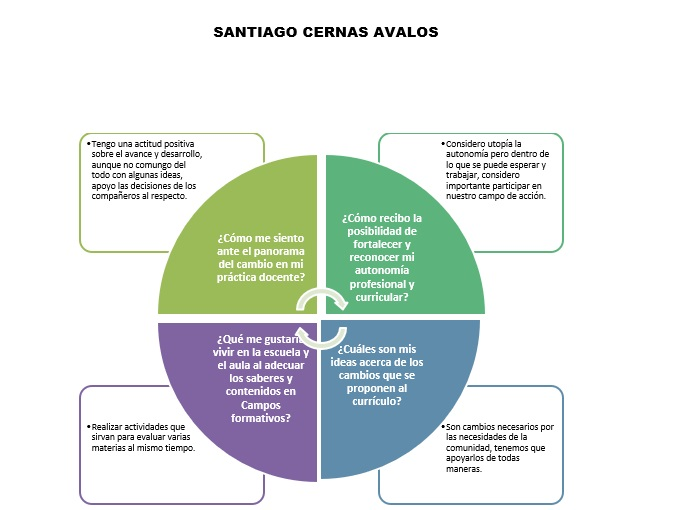 SANTIAGO CERNAS AVALOS
•Tengo una actitud positiva
sobre el avance y desarrollo,
aunque no comungo del
todo con algunas ideas,
apoyo las decisiones de los
compañeros al respecto.
•Considero utopía la
autonomía pero dentro de
lo que se puede esperar y
trabajar, considero
importante participar en
nuestro campo de acción.
¿Cómo me siento
ante el panorama
del cambio en mi
práctica docente?
¿Cómo recibo la
posibilidad de
fortalecer y
reconocer mi
autonomía
profesional y
curricular?
¿Qué me gustaría
vivir en la escuela y
el aula al adecuar
los saberes y
contenidos en
Campos
formativos?
¿Cuáles son mis
ideas acerca de los
cambios que se
proponen al
currículo?
•Realizar actividades que
sirvan para evaluar varias
materias al mismo tiempo.
•Son cambios necesarios por
las necesidades de la
comunidad, tenemos que
apoyarlos de todas
maneras.